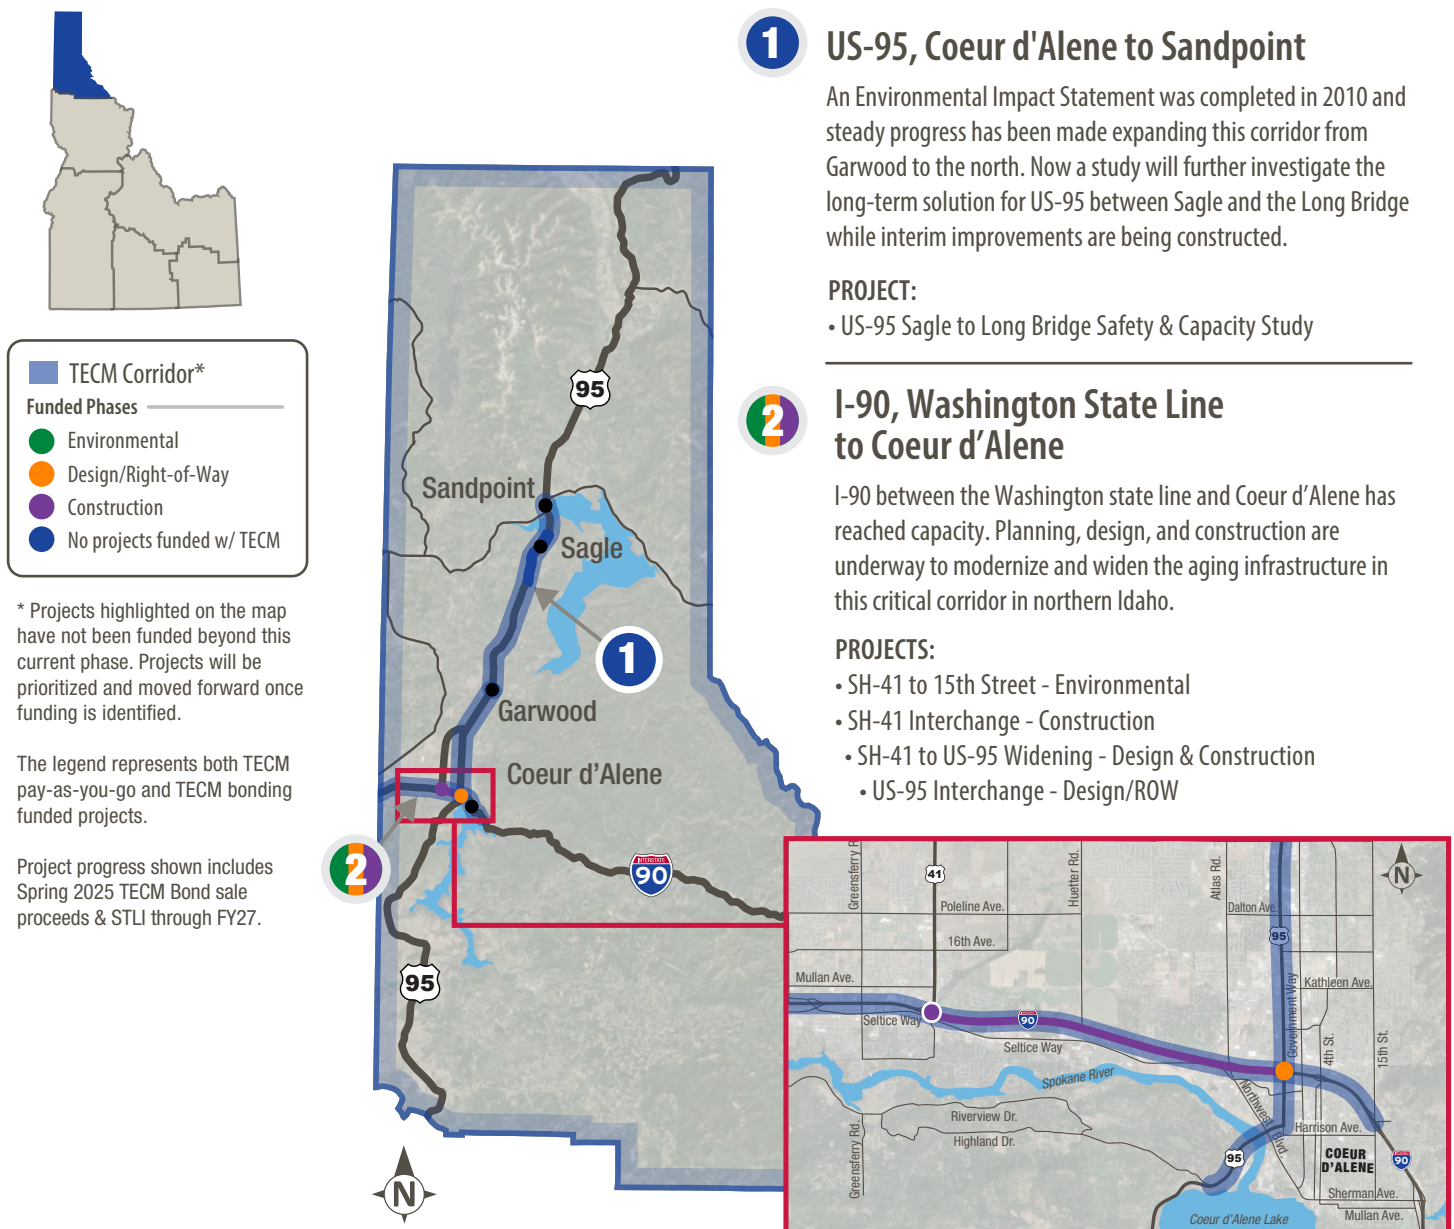 1
US-95, Coeur d'Alene to Sandpoint
An Environmental Impact Statement was completed in 2010 and
steady progress has been made expanding this corridor from
Garwood to the north. Now a study will further investigate the
long-term solution for US-95 between Sagle and the Long Bridge
while interim improvements are being constructed.
PROJECT:
• US-95 Sagle to Long Bridge Safety & Capacity Study
2
I-90, Washington State Line
to Coeur d’Alene
I-90 between the Washington state line and Coeur d’Alene has
reached capacity. Planning, design, and construction are
underway to modernize and widen the aging infrastructure in
this critical corridor in northern Idaho.
PROJECTS:
• SH-41 to 15th Street - Environmental
• SH-41 Interchange - Construction
• SH-41 to US-95 Widening - Design & Construction
• US-95 Interchange - Design/ROW
TECM Corridor*
Funded Phases
Environmental
Design/Right-of-Way
Construction
No projects funded w/ TECM
* Projects highlighted on the map
have not been funded beyond this
current phase. Projects will be
prioritized and moved forward once
funding is identified.
The legend represents both TECM
pay-as-you-go and TECM bonding
funded projects.
Project progress shown includes
Spring 2025 TECM Bond sale
proceeds & STLI through FY27.
95
Sandpoint
Sagle
1
Garwood
Coeur d’Alene
2
INTERSTATE
90
95
N
Greensferry R
41
Huetter Rd.
Atlas Rd.
N
Poleline Ave.
Dalton Ave.
16th Ave.
95
Mullan Ave.
Kathleen Ave.
Government Way
Seltice Way
90
Seltice Way
4th St.
15th St.
Spokane River
Northwest Blvd.
Riverview Dr.
Highland Dr.
Greensferry Rd.
Harrison Ave.
95
COEUR
D'ALENE
90
Sherman Ave.
Mullan Ave.
Coeur d'Alene Lake